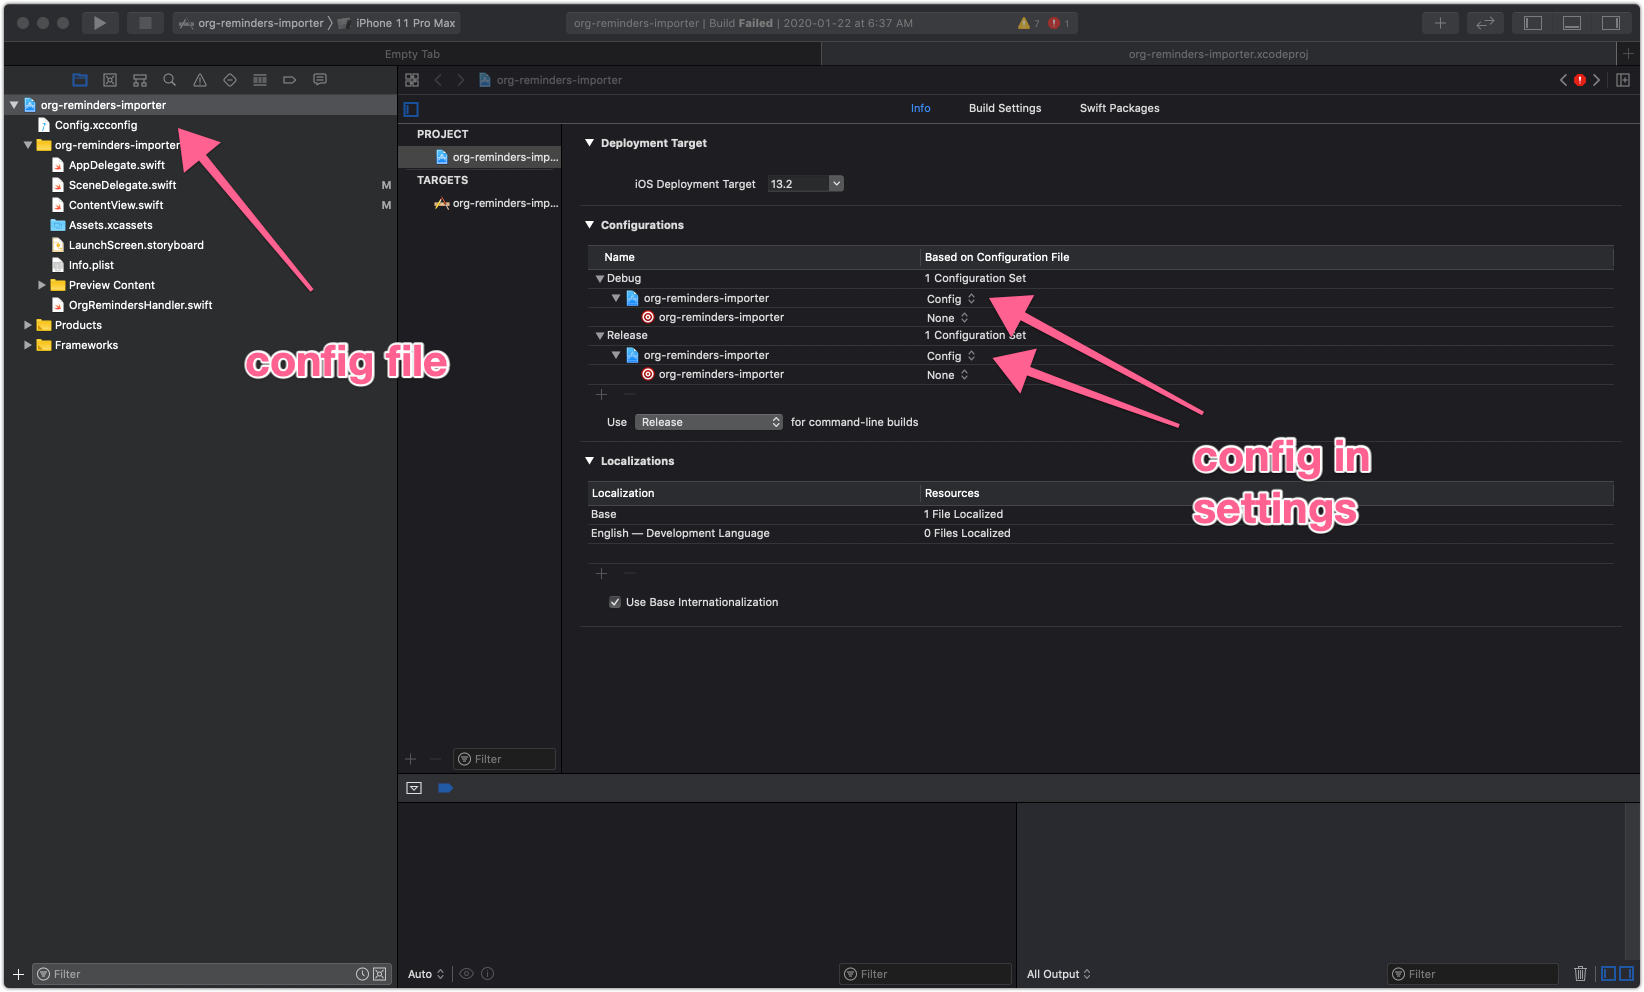 org-reminders-importer
iPhone 11 Pro Max
org-reminders-importer | Build Failed | 2020-01-22 at 6:37 AM
7
1
Empty Tab
org-reminders-importer.xcodeproj
org-reminders-importer
Config.xcconfig
org-reminders-importer
AppDelegate.swift
SceneDelegate.swift
M
ContentView.swift
M
Assets.xcassets
LaunchScreen.storyboard
Info.plist
Preview Content
OrgRemindersHandler.swift
Products
Frameworks
config file
Filter
org-reminders-importer
Info
Build Settings
Swift Packages
PROJECT
org-reminders-imp...
TARGETS
org-reminders-imp...
Filter
Deployment Target
iOS Deployment Target
13.2
Configurations
Name
Based on Configuration File
Debug
1 Configuration Set
org-reminders-importer
Config
org-reminders-importer
None
Release
1 Configuration Set
org-reminders-importer
Config
org-reminders-importer
None
Use
Release
for command-line builds
config in
settings
Localizations
Localization
Resources
Base
1 File Localized
English — Development Language
0 Files Localized
Use Base Internationalization
Auto
Filter
All Output
Filter